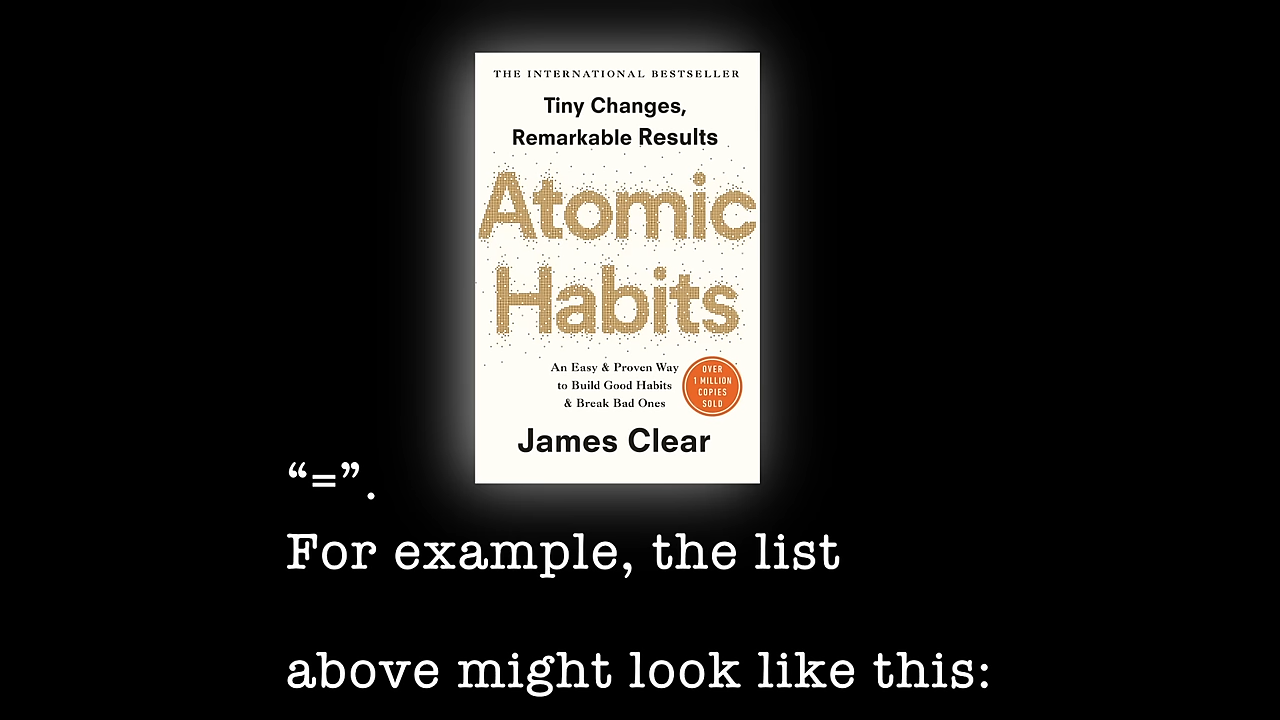 THE INTERNATIONAL BESTSELLER
Tiny Changes,
Remarkable Results
Atomic
Habits
An Easy & Proven Way
to Build Good Habits
& Break Bad Ones
OVER
1 MILLION
COPIES
SOLD
James Clear
“=”.
For example, the list
above might look like this: